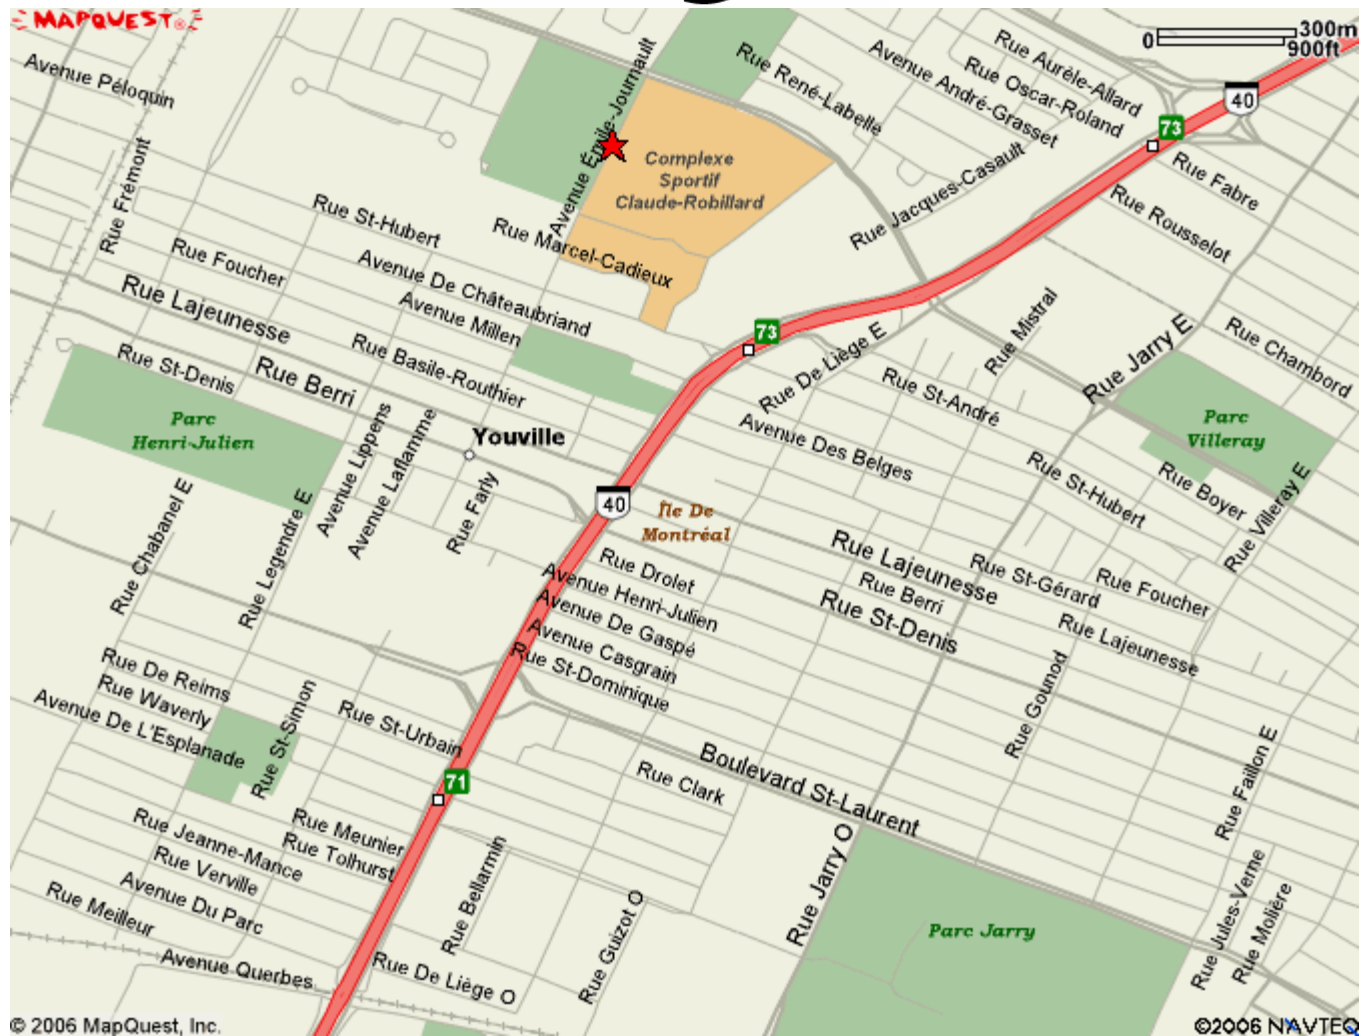 MAPQUEST®
300m
0
900ft
Avenue Péloquin
Rue Frémont
Avenue Émile-Journault
Rue René-Labelle
Avenue André-Grasset
Rue Aurèle-Allard
Rue Oscar-Roland
40
73
Complexe
Sportif
Claude-Robillard
Rue Jacques-Casault
Rue Fabre
Rue Rousselot
Rue St-Hubert
Rue Marcel-Cadieux
Rue Foucher
Avenue De Châteaubriand
Rue Lajeunesse
Avenue Millen
73
Rue Mistral
Rue De Liège E
Rue Jarry E
Rue Chambord
Rue St-Denis
Rue Berri
Rue Basile-Routhier
Rue St-André
Parc
Henri-Julien
Youville
Avenue Des Belges
Parc
Villeray
Avenue Lippens
Avenue Laflamme
Rue Farly
Rue St-Hubert
Rue Boyer
Rue Villeray E
Rue Chabanel E
Rue Legendre E
40
Île De
Montréal
Rue Drolet
Avenue Henri-Julien
Avenue De Gaspé
Avenue Casgrain
Rue St-Dominique
Rue Lajeunesse
Rue Berri
Rue St-Denis
Rue St-Gérard
Rue Foucher
Rue Lajeunesse
Rue De Reims
Rue Waverly
Avenue De L'Esplanade
Rue St-Simon
Rue St-Urbain
Rue Gounod
Rue Faillon E
71
Rue Clark
Boulevard St-Laurent
Rue Meunier
Rue Jeanne-Mance
Rue Tolhurst
Rue Verville
Avenue Du Parc
Rue Meilleur
Rue Bellarmin
Rue Guizot O
Rue Jarry O
Parc Jarry
Rue Jules-Verne
Rue Molière
Avenue Querbes
Rue De Liège O
© 2006 MapQuest, Inc.
©2006 NAVTEQ